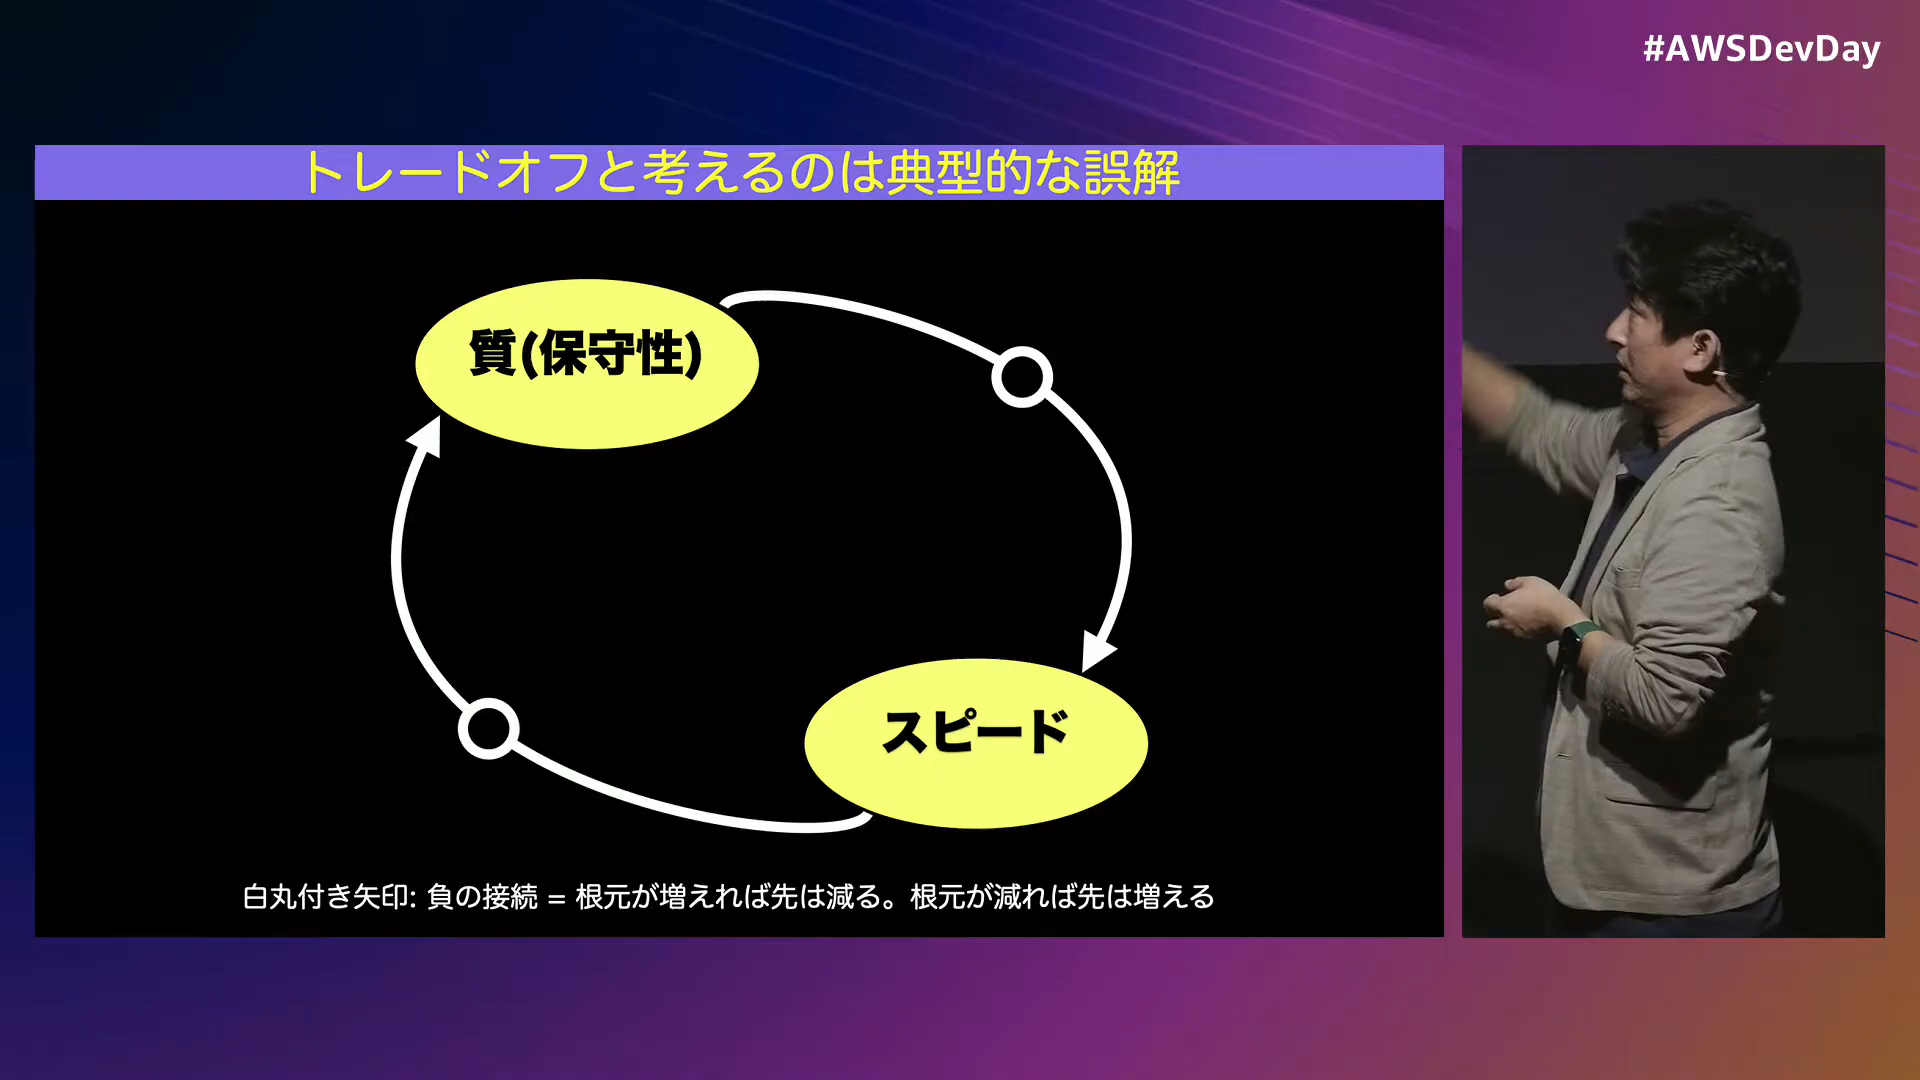 #AWSDevDay
トレードオフと考えるのは典型的な誤解
質(保守性)
スピード
白丸付き矢印: 負の接続 = 根元が増えれば先は減る。根元が減れば先は増える